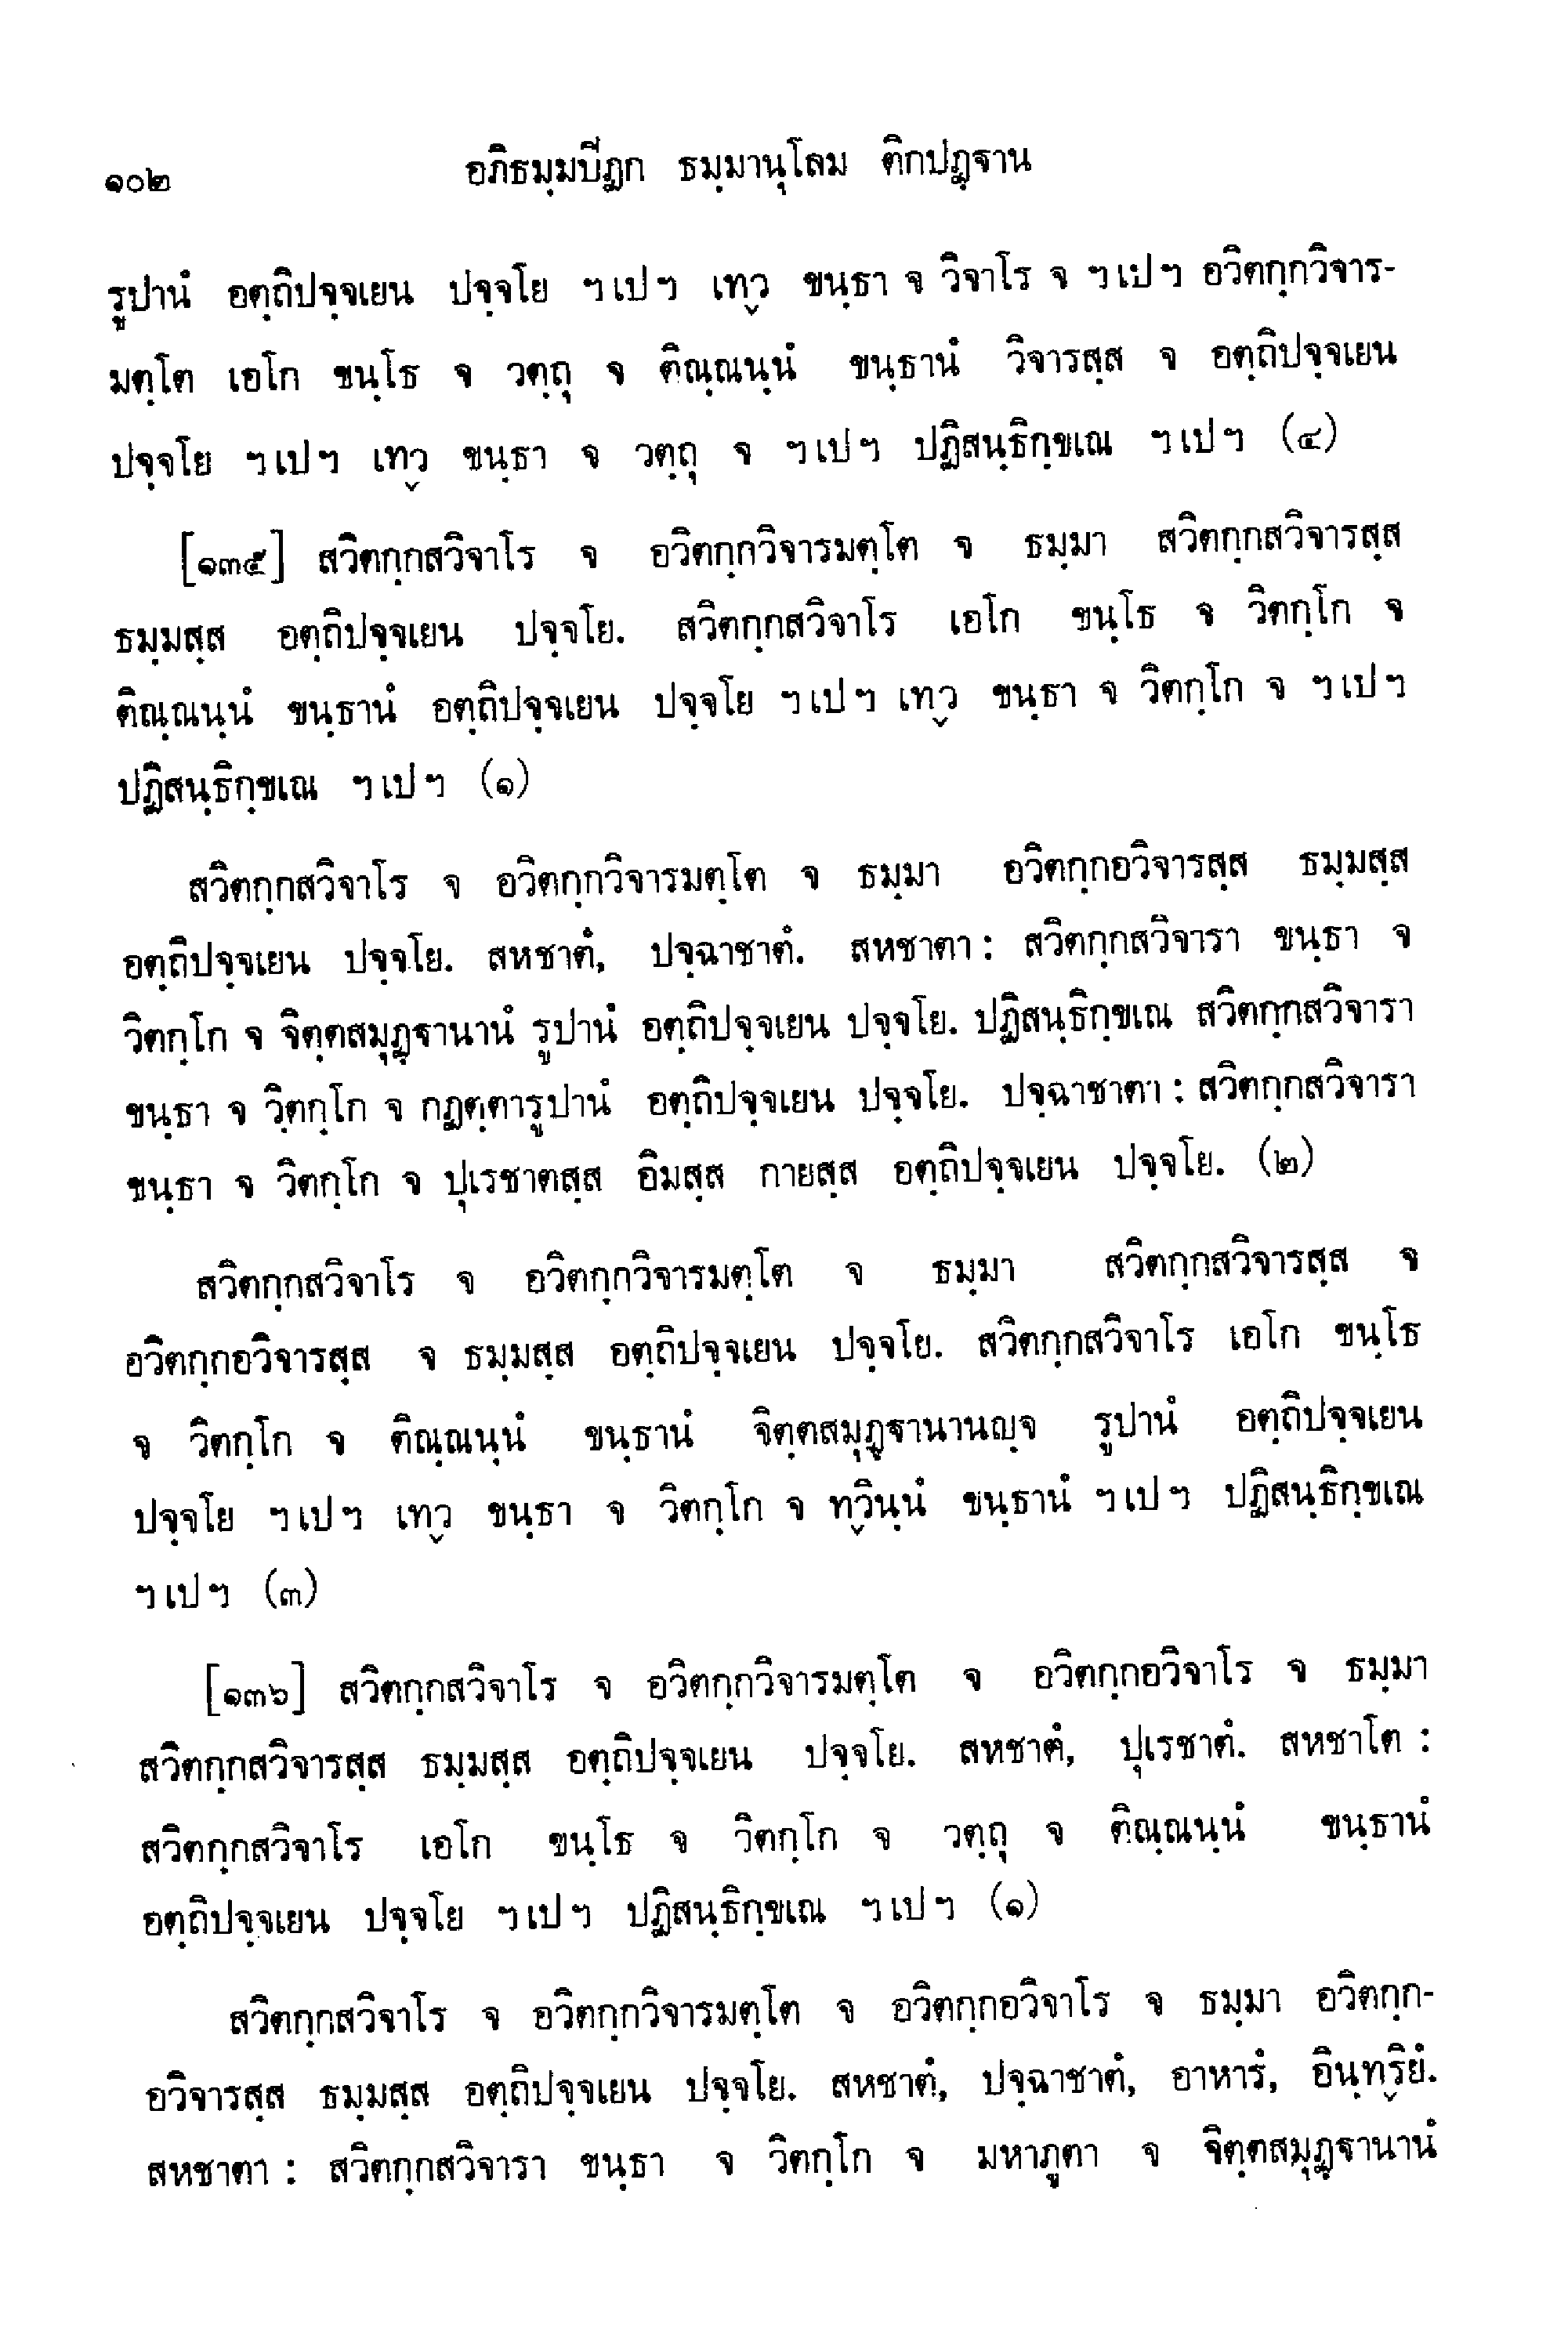 ๑๐๒ อภิธมฺมปีฏก ธมฺมานุโลม ติกปฏฺฐาน
รูปานํ อตฺถิปจฺจเยน ปจฺจโย ฯเปฯ เทฺว ขนฺธา จ วิจาโร จ ฯเปฯ อวิตกฺกวิจาร-
มตฺโต เอโก ขนฺโธ จ วตฺถุ จ ติณฺณนฺนํ ขนฺธานํ วิจารสฺส จ อตฺถิปจฺจเยน
ปจฺจโย ฯเปฯ เทฺว ขนฺธา จ วตฺถุ จ ฯเปฯ ปฏิสนฺธิกฺขเณ ฯเปฯ (๔)
[๑๓๕] สวิตกฺกสวิจาโร จ อวิตกฺกวิจารมตฺโต จ ธมฺมา สวิตกฺกสวิจารสฺส
ธมฺมสฺส อตฺถิปจฺจเยน ปจฺจโย. สวิตกฺกสวิจาโร เอโก ขนฺโธ จ วิตกฺโก จ
ติณฺณนฺนํ ขนฺธานํ อตฺถิปจฺจเยน ปจฺจโย ฯเปฯ เทฺว ขนฺธา จ วิตกฺโก จ ฯเปฯ
ปฏิสนฺธิกฺขเณ ฯเปฯ (๑)
สวิตกฺกสวิจาโร จ อวิตกฺกวิจารมตฺโต จ ธมฺมา อวิตกฺกอวิจารสฺส ธมฺมสฺส
อตฺถิปจฺจเยน ปจฺจโย. สหชาตํ, ปจฺฉาชาตํ. สหชาตา : สวิตกฺกสวิจารา ขนฺธา จ
วิตกฺโก จ จิตฺตสมุฏฺฐานานํ รูปานํ อตฺถิปจฺจเยน ปจฺจโย. ปฏิสนฺธิกฺขเณ สวิตกฺกสวิจารา
ขนฺธา จ วิตกฺโก จ กฏตฺตารูปานํ อตฺถิปจฺจเยน ปจฺจโย. ปจฺฉาชาตา : สวิตกฺกสวิจารา
ขนฺธา จ วิตกฺโก จ ปุเรชาตสฺส อิมสฺส กายสฺส อตฺถิปจฺจเยน ปจฺจโย. (๒)
สวิตกฺกสวิจาโร จ อวิตกฺกวิจารมตฺโต จ ธมฺมา สวิตกฺกสวิจารสฺส จ
อวิตกฺกอวิจารสฺส จ ธมฺมสฺส อตฺถิปจฺจเยน ปจฺจโย. สวิตกฺกสวิจาโร เอโก ขนฺโธ
จ วิตกฺโก จ ติณฺณนฺนํ ขนฺธานํ จิตฺตสมุฏฺฐานานญฺจ รูปานํ อตฺถิปจฺจเยน
ปจฺจโย ฯเปฯ เทฺว ขนฺธา จ วิตกฺโก จ ทฺวินฺนํ ขนฺธานํ ฯเปฯ ปฏิสนฺธิกฺขเณ
ฯเปฯ (๓)
[๑๓๖] สวิตกฺกสวิจาโร จ อวิตกฺกวิจารมตฺโต จ อวิตกฺกอวิจาโร จ ธมฺมา
สวิตกฺกสวิจารสฺส ธมฺมสฺส อตฺถิปจฺจเยน ปจฺจโย. สหชาตํ, ปุเรชาตํ. สหชาโต :
สวิตกฺกสวิจาโร เอโก ขนฺโธ จ วิตกฺโก จ วตฺถุ จ ติณฺณนฺนํ ขนฺธานํ
อตฺถิปจฺจเยน ปจฺจโย ฯเปฯ ปฏิสนฺธิกฺขเณ ฯเปฯ (๑)
สวิตกฺกสวิจาโร จ อวิตกฺกวิจารมตฺโต จ อวิตกฺกอวิจาโร จ ธมฺมา อวิตกฺก-
อวิจารสฺส ธมฺมสฺส อตฺถิปจฺจเยน ปจฺจโย. สหชาตํ, ปจฺฉาชาตํ, อาหารํ, อินฺทฺริยํ.
สหชาตา : สวิตกฺกสวิจารา ขนฺธา จ วิตกฺโก จ มหาภูตา จ จิตฺตสมุฏฺฐานานํ